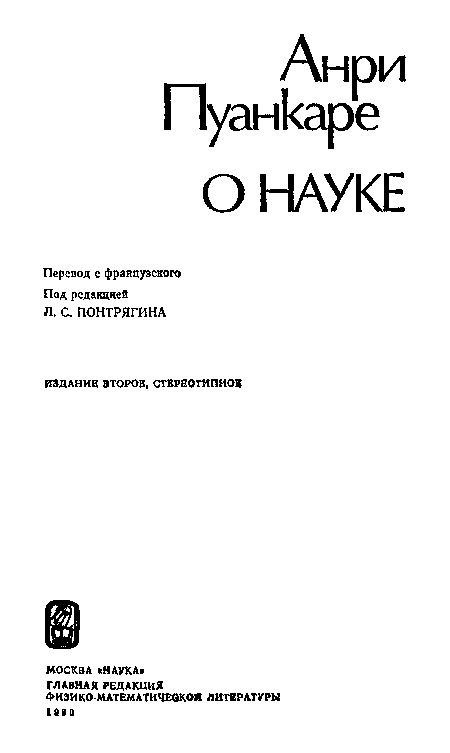 Анри
Пуанкаре
О НАУКЕ
Перевод с французского
Под редакцией
Л. С. ПОНТРЯГИНА
ИЗДАНИЕ ВТОРОЕ, СТЕРЕОТИПНОЕ
МОСКВА «НАУКА»
ГЛАВНАЯ РЕДАКЦИЯ
ФИЗИКО-МАТЕМАТИЧЕСКОЙ ЛИТЕРАТУРЫ